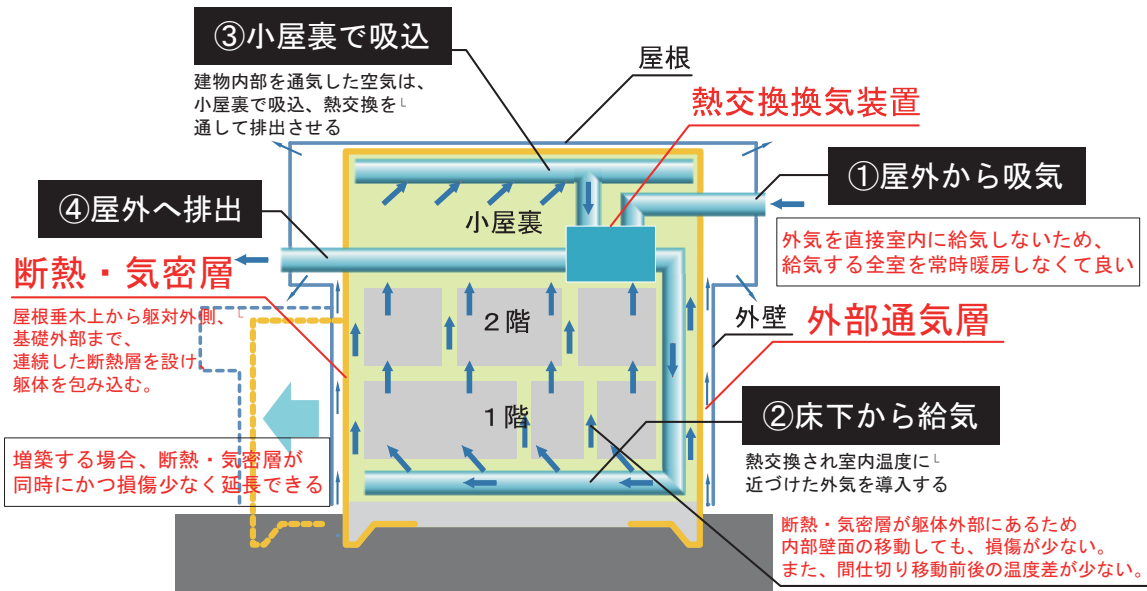 ③小屋裏で吸込
建物内部を通気した空気は、
小屋裏で吸込、熱交換を
通して排出させる
屋根
熱交換換気装置
①屋外から吸気
外気を直接室内に給気しないため、
給気する全室を常時暖房しなくて良い
④屋外へ排出
小屋裏
断熱・気密層
屋根垂木上から躯対外側、
基礎外部まで、
連続した断熱層を設け、
躯体を包み込む。
2階
外壁
外部通気層
1階
②床下から給気
熱交換され室内温度に
近づけた外気を導入する
増築する場合、断熱・気密層が
同時にかつ損傷少なく延長できる
断熱・気密層が躯体外部にあるため
内部壁面の移動しても、損傷が少ない。
また、間仕切り移動前後の温度差が少ない。